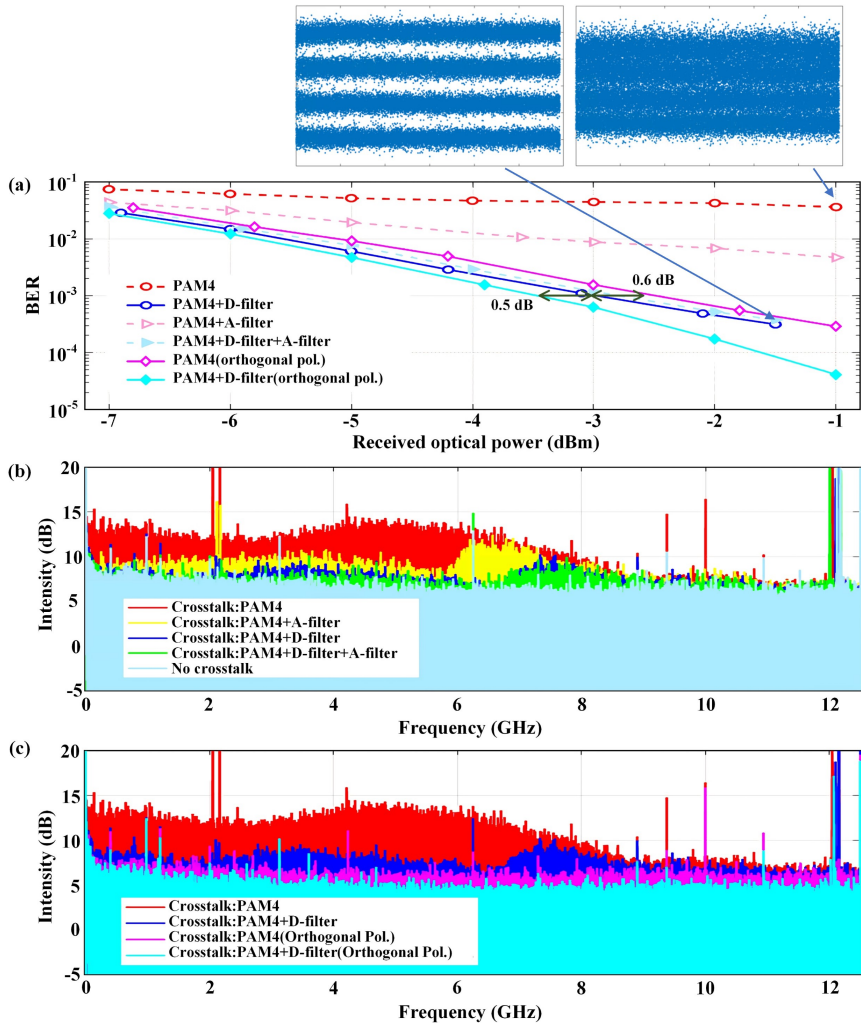 (a)
10-1
10-2
10-3
10-4
10-5
BER
0.5 dB
0.6 dB
PAM4
PAM4+D-filter
PAM4+A-filter
PAM4+D-filter+A-filter
PAM4(orthogonal pol.)
PAM4+D-filter(orthogonal pol.)
-7 -6 -5 -4 -3 -2 -1
Received optical power (dBm)
(b)
20
15
10
5
0
-5
Intensity (dB)
Crosstalk:PAM4
Crosstalk:PAM4+A-filter
Crosstalk:PAM4+D-filter
Crosstalk:PAM4+D-filter+A-filter
No crosstalk
0 2 4 6 8 10 12
Frequency (GHz)
(c)
20
15
10
5
0
-5
Intensity (dB)
Crosstalk:PAM4
Crosstalk:PAM4+D-filter
Crosstalk:PAM4(Orthogonal Pol.)
Crosstalk:PAM4+D-filter(Orthogonal Pol.)
0 2 4 6 8 10 12
Frequency (GHz)